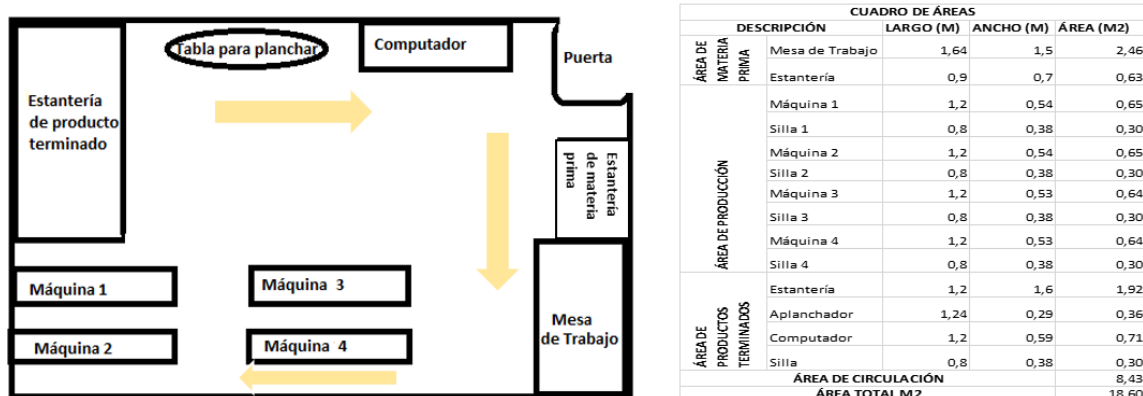 Tabla para planchar
Computador
Puerta
Estantería
de producto
terminado
Estantería
de materia
prima
Máquina 1
Máquina 3
Máquina 2
Máquina 4
Mesa
de Trabajo
CUADRO DE ÁREAS
DESCRIPCIÓN LARGO (M) ANCHO (M) ÁREA (M2)
ÁREA DE
MATERIA
PRIMA
Mesa de Trabajo 1,64 1,5 2,46
Estantería 0,9 0,7 0,63
ÁREA DE PRODUCCIÓN
Máquina 1 1,2 0,54 0,65
Silla 1 0,8 0,38 0,30
Máquina 2 1,2 0,54 0,65
Silla 2 0,8 0,38 0,30
Máquina 3 1,2 0,53 0,64
Silla 3 0,8 0,38 0,30
Máquina 4 1,2 0,53 0,64
Silla 4 0,8 0,38 0,30
ÁREA DE
PRODUCTOS
TERMINADOS
Estantería 1,2 1,6 1,92
Aplanchador 1,24 0,29 0,36
Computador 1,2 0,59 0,71
Silla 0,8 0,38 0,30
ÁREA DE CIRCULACIÓN 8,43
ÁREA TOTAL M2 18,60